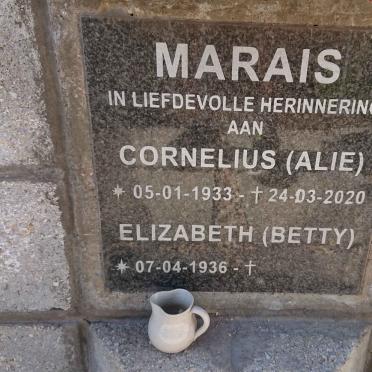 MARAIS
IN LIEFDEVOLLE HERINNERING
AAN
CORNELIUS (ALIE)
* 05-01-1933 - † 24-03-2020
ELIZABETH (BETTY)
* 07-04-1936 - †